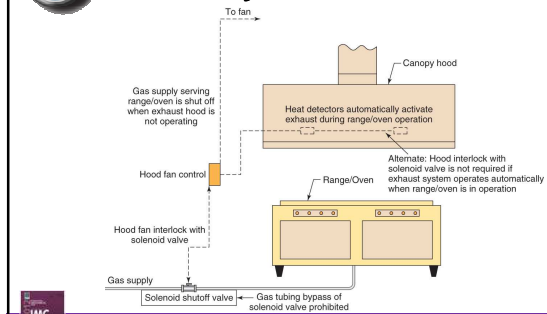 To fan
Canopy hood
Gas supply serving
range/oven is shut off
when exhaust hood is
not operating
Heat detectors automatically activate
exhaust during range/oven operation
Alternate: Hood interlock with
solenoid valve is not required if
exhaust system operates automatically
when range/oven is in operation
Hood fan control
Range/Oven
Hood fan interlock with
solenoid valve
Gas supply
Solenoid shutoff valve
Gas tubing bypass of
solenoid valve prohibited
IMC